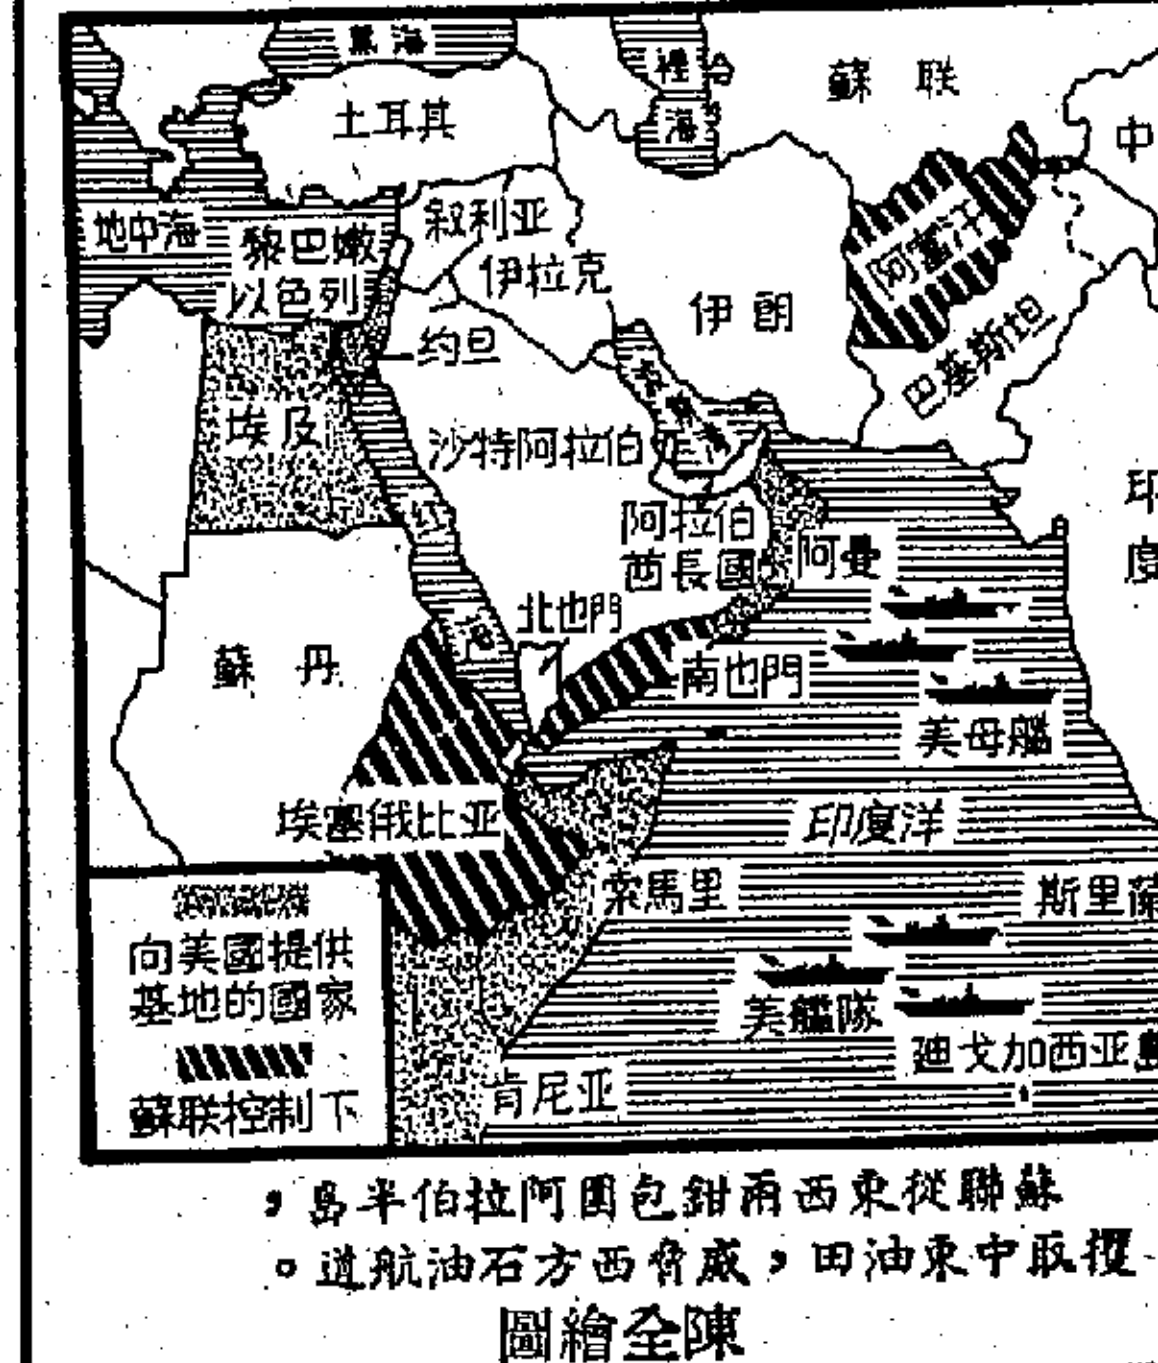 黑海
裡海
蘇联
土耳其
中
地中海
黎巴嫩
以色列
叙利亚
伊拉克
伊朗
阿富汗
巴基斯坦
约旦
埃及
沙特阿拉伯
阿拉伯
酋長國
阿曼
印
度
紅海
北也門
南也門
蘇丹
美母艦
埃塞俄比亚
印度洋
索馬里
斯里蘭
美艦隊
廸戈加西亚島
肯尼亚
向美國提供
基地的國家
蘇联控制下
蘇聯從東西兩鉗包圍阿拉伯半島，
攫取中東油田，威脅西方石油航道。
陳全繪圖